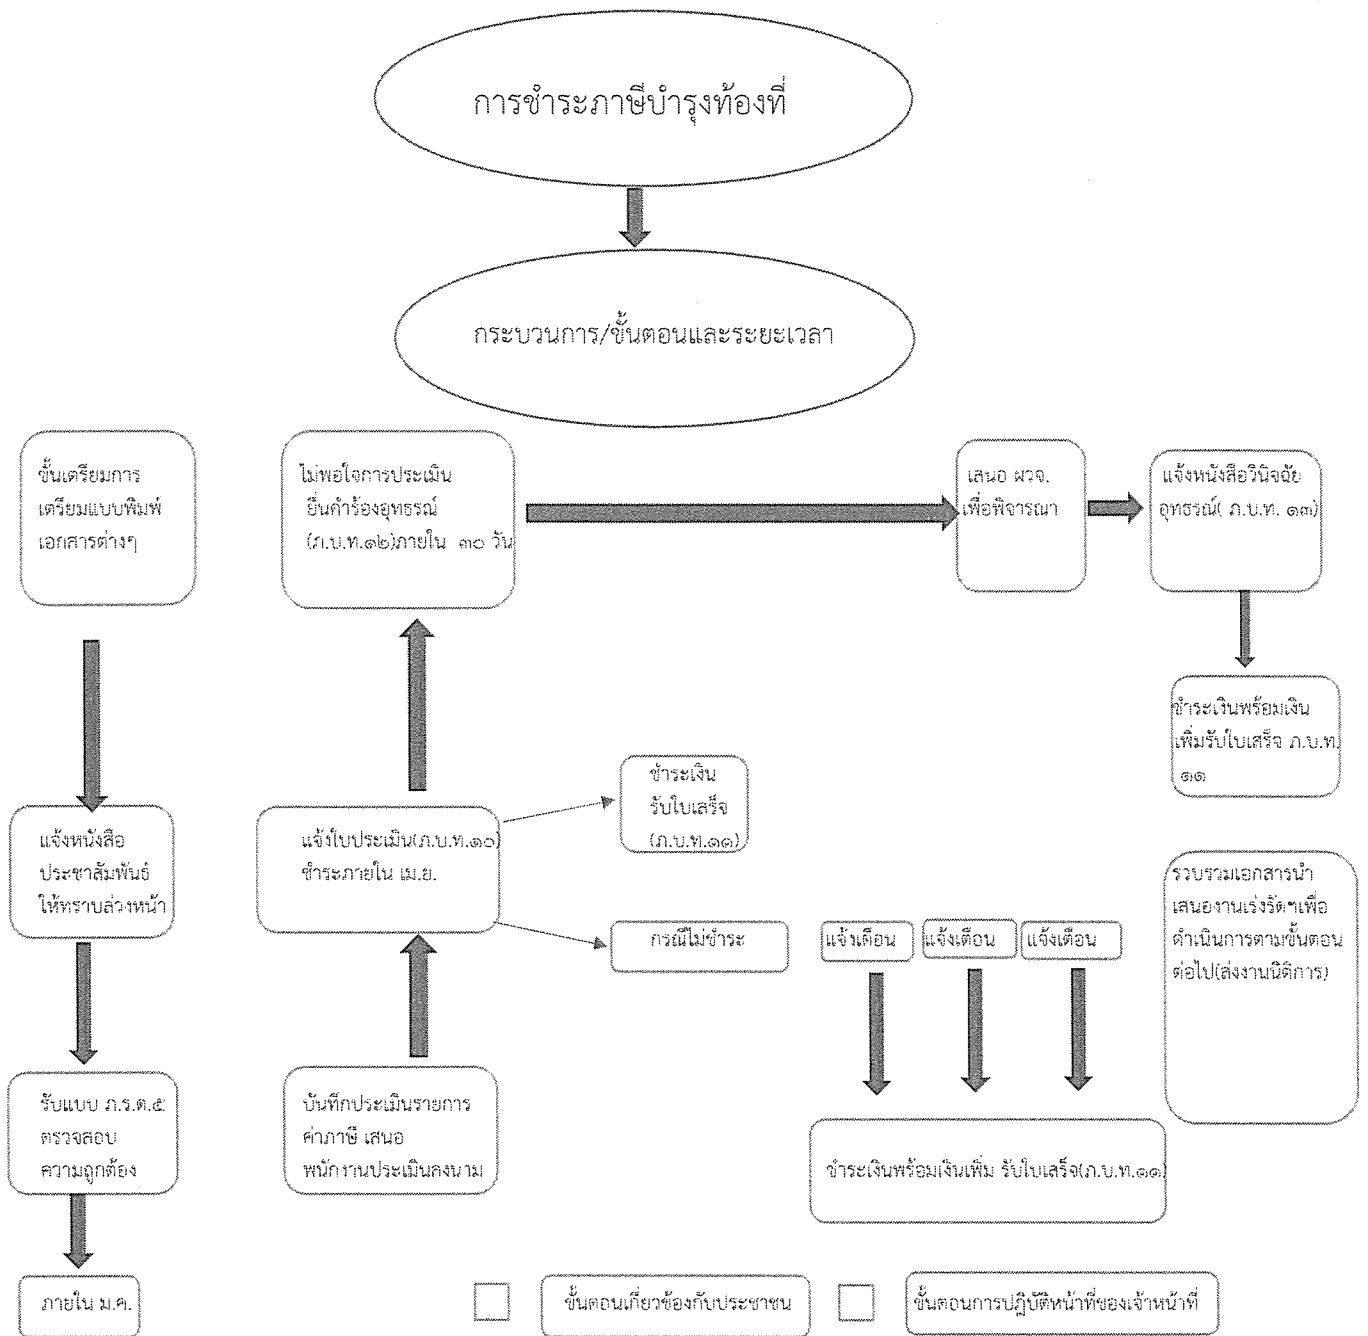 การชำระภาษีบำรุงท้องที่
กระบวนการ/ขั้นตอนและระยะเวลา
ขั้นเตรียมการ
เตรียมแบบพิมพ์
เอกสารต่างๆ
ไม่พอใจการประเมิน
ยื่นคำร้องอุทธรณ์
(ภ.บ.ท.๑๒)ภายใน ๓๐ วัน
เสนอ ผวจ.
เพื่อพิจารณา
แจ้งหนังสือวินิจฉัย
อุทธรณ์( ภ.บ.ท. ๑๓)
ชำระเงินพร้อมเงิน
เพิ่มรับใบเสร็จ ภ.บ.ท.
๑๑
แจ้งหนังสือ
ประชาสัมพันธ์
ให้ทราบล่วงหน้า
แจ้งใบประเมิน(ภ.บ.ท.๑๐)
ชำระภายใน เม.ย.
ชำระเงิน
รับใบเสร็จ
(ภ.บ.ท.๑๑)
กรณีไม่ชำระ
แจ้งเตือน
แจ้งเตือน
แจ้งเตือน
รวบรวมเอกสารนำ
เสนองานเร่งรัดฯเพื่อ
ดำเนินการตามขั้นตอน
ต่อไป(ส่งงานนิติการ)
รับแบบ ภ.ร.ด.๕
ตรวจสอบ
ความถูกต้อง
บันทึกประเมินรายการ
ค่าภาษี เสนอ
พนักงานประเมินลงนาม
ชำระเงินพร้อมเงินเพิ่ม รับใบเสร็จ(ภ.บ.ท.๑๑)
ภายใน ม.ค.
ขั้นตอนเกี่ยวข้องกับประชาชน
ขั้นตอนการปฏิบัติหน้าที่ของเจ้าหน้าที่